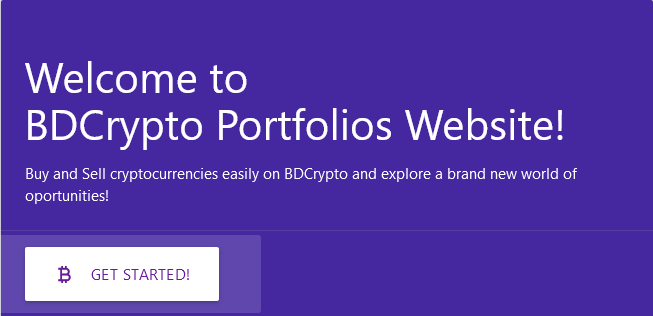 Welcome to
BDCrypto Portfolios Website!
Buy and Sell cryptocurrencies easily on BDCrypto and explore a brand new world of
oportunities!
GET STARTED!